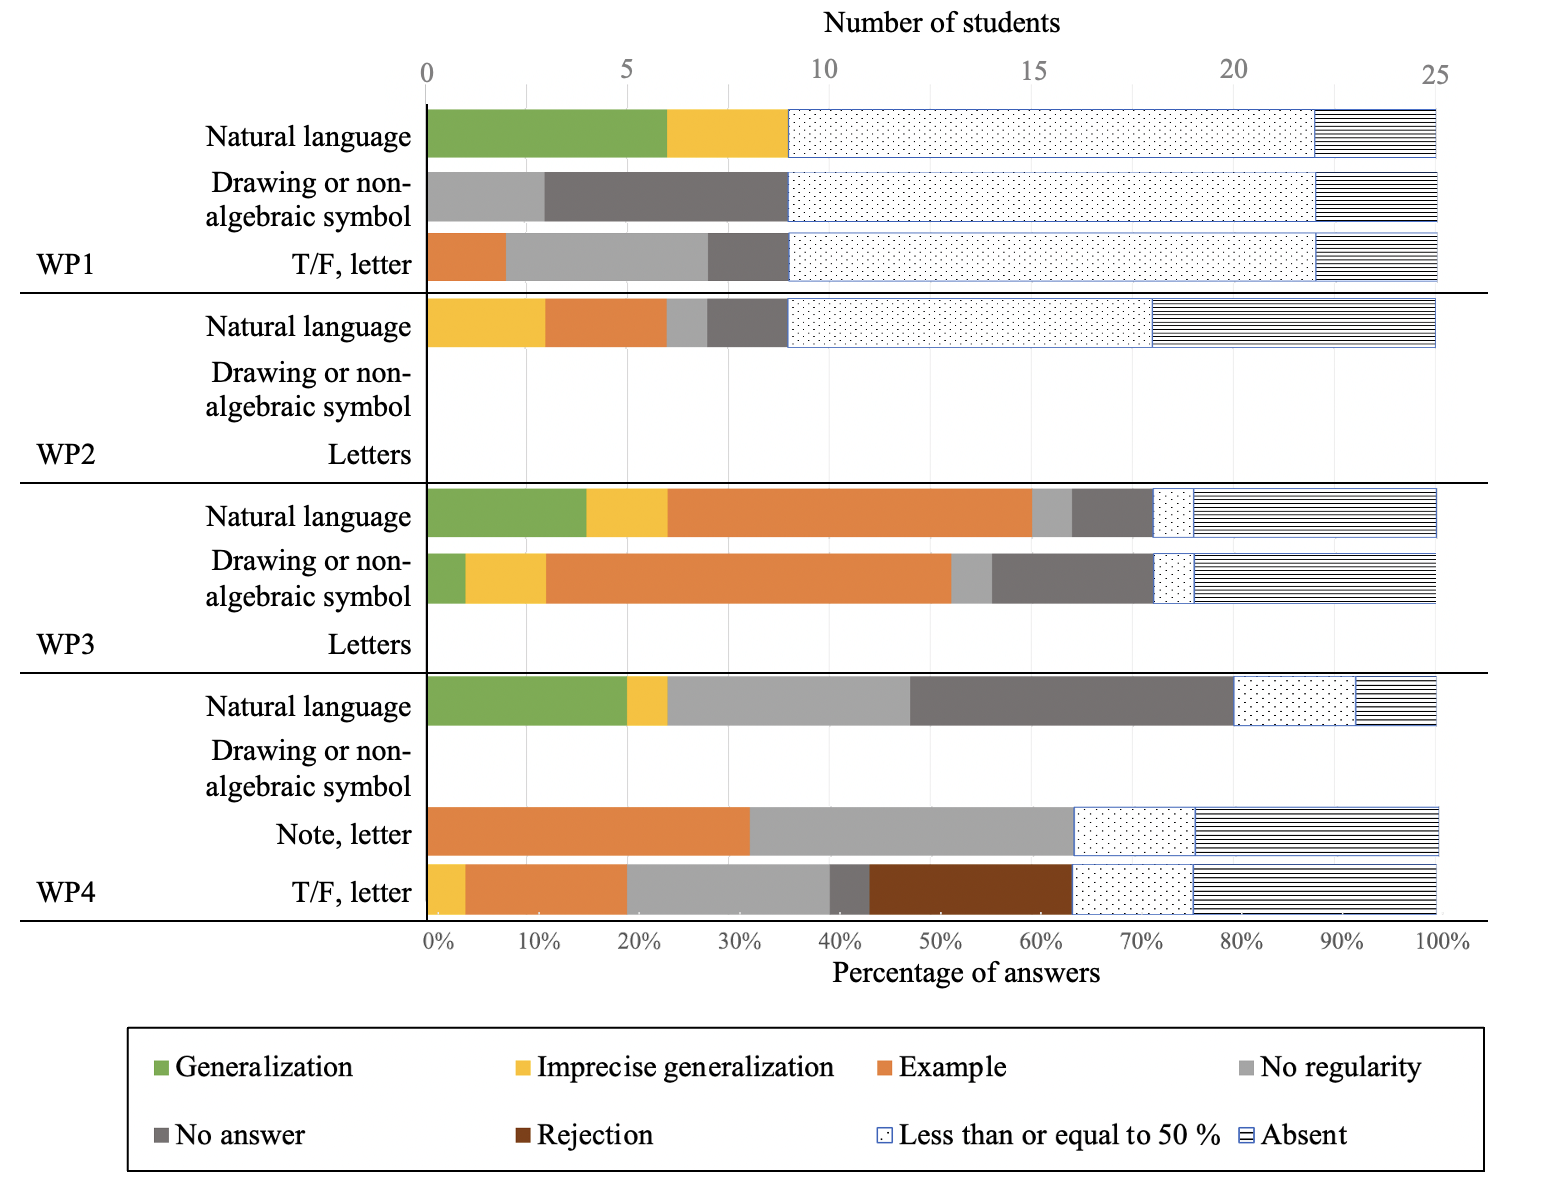 Number of students
0 5 10 15 20 25
Natural language
Drawing or non-
algebraic symbol
WP1 T/F, letter
Natural language
Drawing or non-
algebraic symbol
WP2 Letters
Natural language
Drawing or non-
algebraic symbol
WP3 Letters
Natural language
Drawing or non-
algebraic symbol
Note, letter
WP4 T/F, letter
0% 10% 20% 30% 40% 50% 60% 70% 80% 90% 100%
Percentage of answers
Generalization Imprecise generalization Example No regularity
No answer Rejection Less than or equal to 50 % Absent